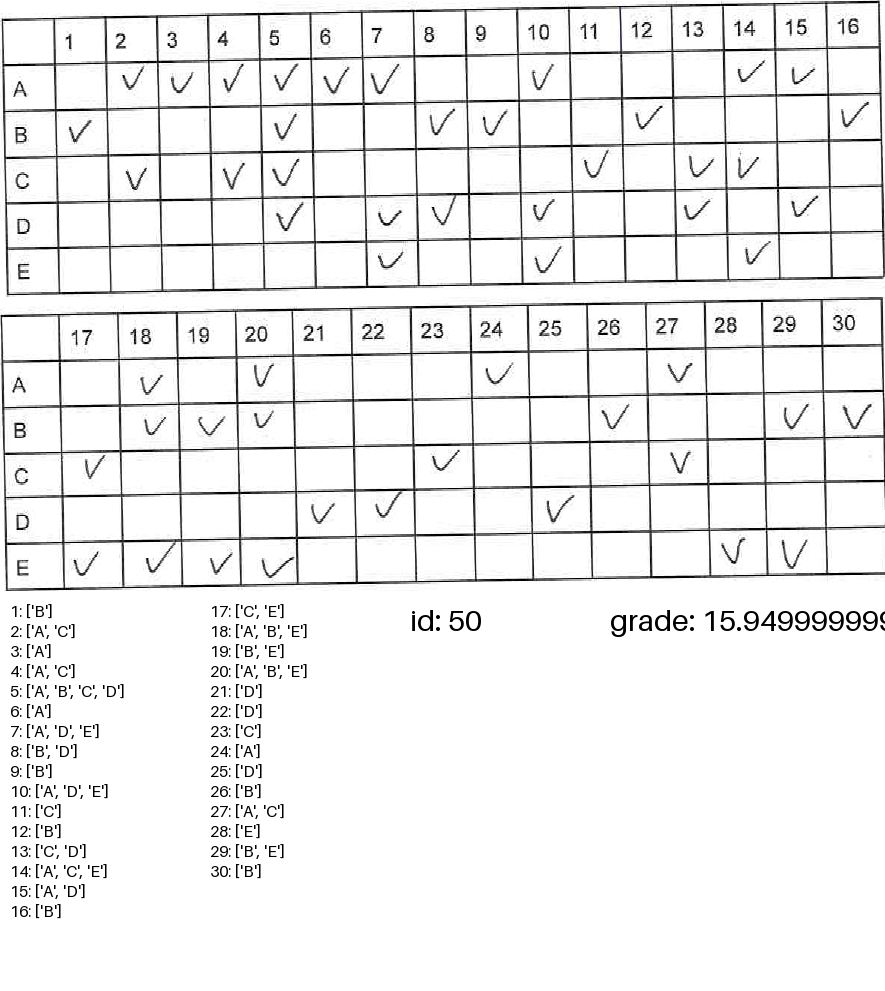 1 2 3 4 5 6 7 8 9 10 11 12 13 14 15 16
A ✓ ✓ ✓ ✓ ✓ ✓ ✓ ✓ ✓
B ✓ ✓ ✓ ✓ ✓ ✓
C ✓ ✓ ✓ ✓ ✓ ✓
D ✓ ✓ ✓ ✓ ✓ ✓
E ✓ ✓ ✓
17 18 19 20 21 22 23 24 25 26 27 28 29 30
A ✓ ✓ ✓ ✓
B ✓ ✓ ✓ ✓ ✓ ✓
C ✓ ✓ ✓
D ✓ ✓ ✓
E ✓ ✓ ✓ ✓ ✓ ✓
1: ['B']
2: ['A', 'C']
3: ['A']
4: ['A', 'C']
5: ['A', 'B', 'C', 'D']
6: ['A']
7: ['A', 'D', 'E']
8: ['B', 'D']
9: ['B']
10: ['A', 'D', 'E']
11: ['C']
12: ['B']
13: ['C', 'D']
14: ['A', 'C', 'E']
15: ['A', 'D']
16: ['B']
17: ['C', 'E']
18: ['A', 'B', 'E']
19: ['B', 'E']
20: ['A', 'B', 'E']
21: ['D']
22: ['D']
23: ['C']
24: ['A']
25: ['D']
26: ['B']
27: ['A', 'C']
28: ['E']
29: ['B', 'E']
30: ['B']
id: 50
grade: 15.949999999